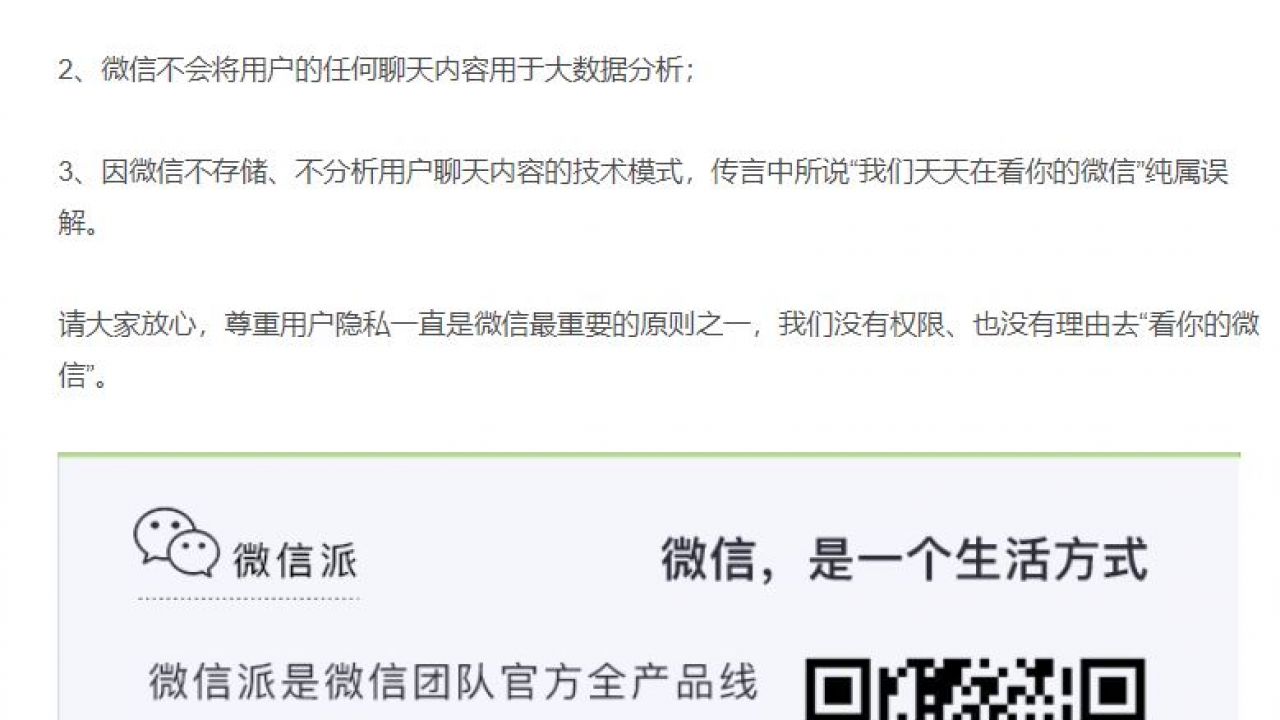 2、微信不会将用户的任何聊天内容用于大数据分析；
3、因微信不存储、不分析用户聊天内容的技术模式，传言中所说“我们天天在看你的微信”纯属误
解。
请大家放心，尊重用户隐私一直是微信最重要的原则之一，我们没有权限、也没有理由去“看你的微
信”。
微信派
微信，是一个生活方式
微信派是微信团队官方全产品线